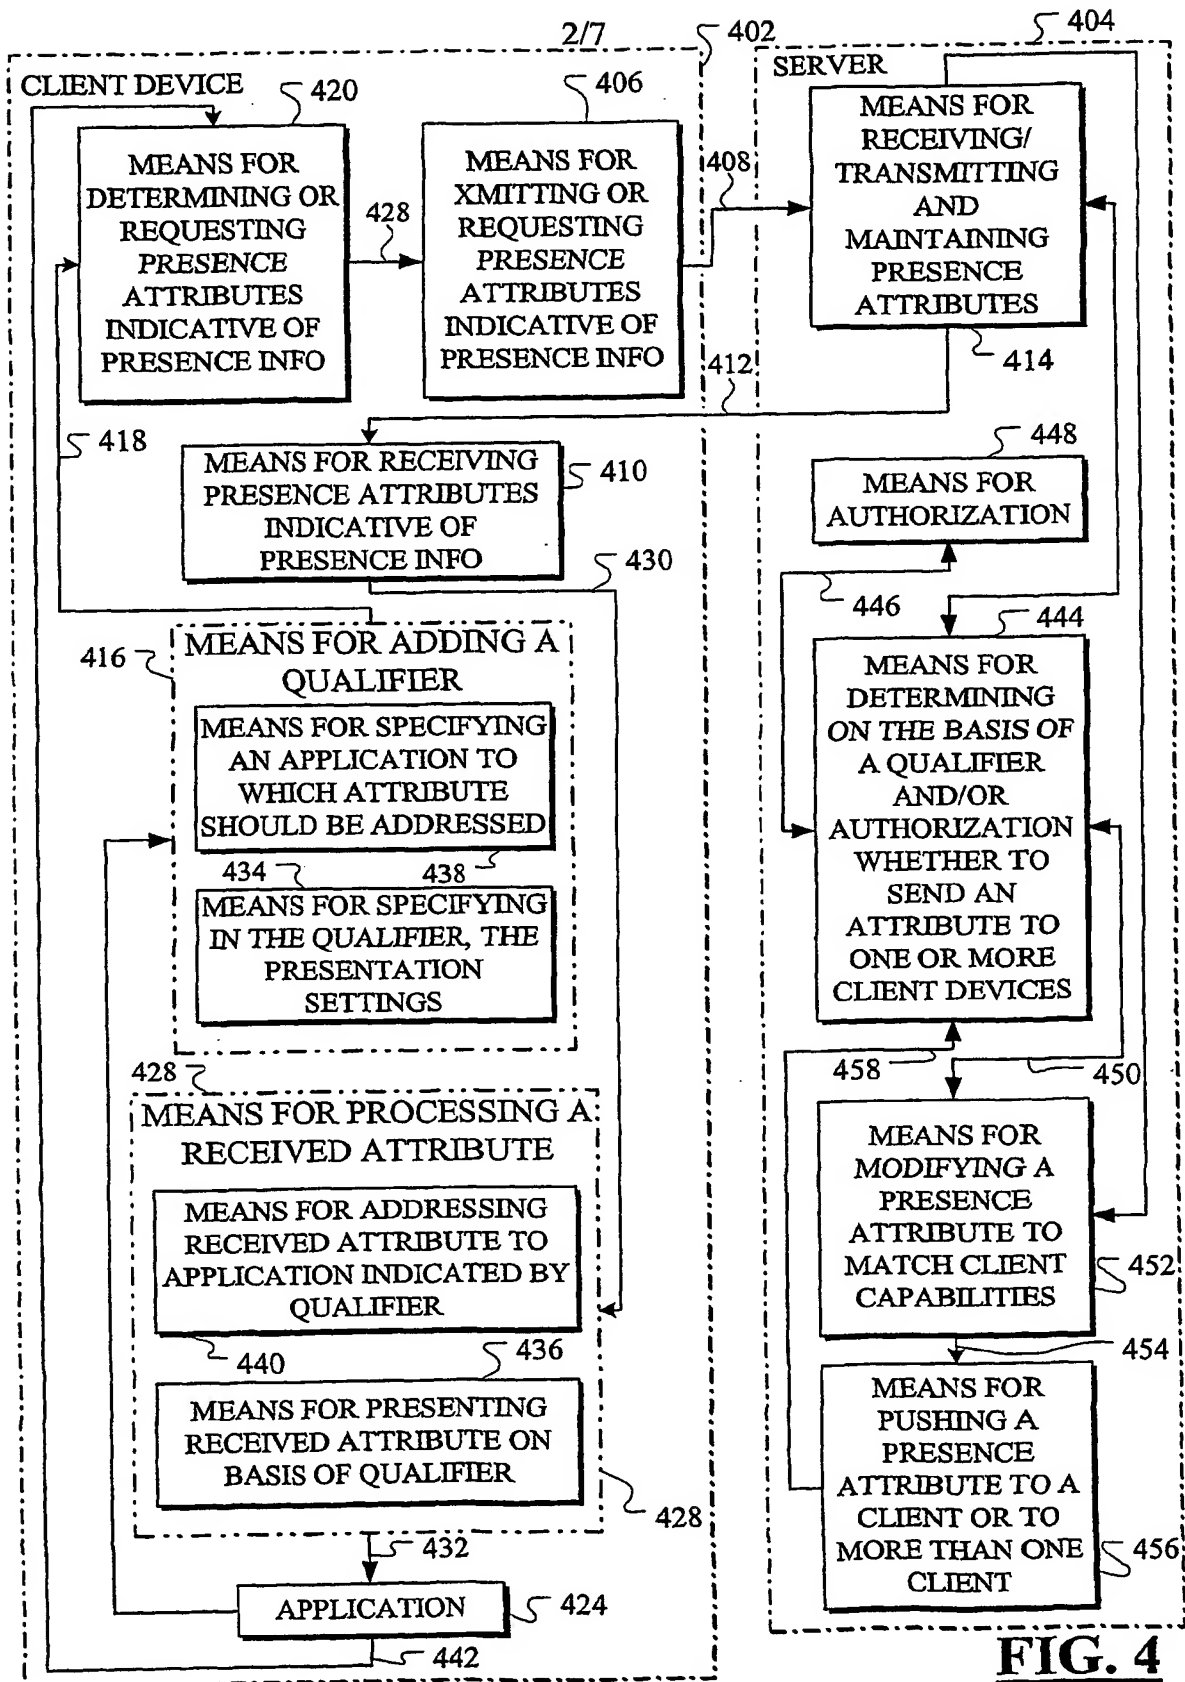 2/7
402
404
CLIENT DEVICE
SERVER
420
406
MEANS FOR
DETERMINING OR
REQUESTING
PRESENCE
ATTRIBUTES
INDICATIVE OF
PRESENCE INFO
428
MEANS FOR
XMITTING OR
REQUESTING
PRESENCE
ATTRIBUTES
INDICATIVE OF
PRESENCE INFO
408
MEANS FOR
RECEIVING/
TRANSMITTING
AND
MAINTAINING
PRESENCE
ATTRIBUTES
414
412
418
MEANS FOR RECEIVING
PRESENCE ATTRIBUTES
INDICATIVE OF
PRESENCE INFO
410
430
448
MEANS FOR
AUTHORIZATION
446
444
416
MEANS FOR ADDING A
QUALIFIER
MEANS FOR SPECIFYING
AN APPLICATION TO
WHICH ATTRIBUTE
SHOULD BE ADDRESSED
434
438
MEANS FOR SPECIFYING
IN THE QUALIFIER, THE
PRESENTATION
SETTINGS
MEANS FOR
DETERMINING
ON THE BASIS OF
A QUALIFIER
AND/OR
AUTHORIZATION
WHETHER TO
SEND AN
ATTRIBUTE TO
ONE OR MORE
CLIENT DEVICES
458
450
428
MEANS FOR PROCESSING A
RECEIVED ATTRIBUTE
MEANS FOR ADDRESSING
RECEIVED ATTRIBUTE TO
APPLICATION INDICATED BY
QUALIFIER
440
436
MEANS FOR PRESENTING
RECEIVED ATTRIBUTE ON
BASIS OF QUALIFIER
428
432
APPLICATION
424
442
MEANS FOR
MODIFYING A
PRESENCE
ATTRIBUTE TO
MATCH CLIENT
CAPABILITIES
452
454
MEANS FOR
PUSHING A
PRESENCE
ATTRIBUTE TO A
CLIENT OR TO
MORE THAN ONE
CLIENT
456
FIG. 4